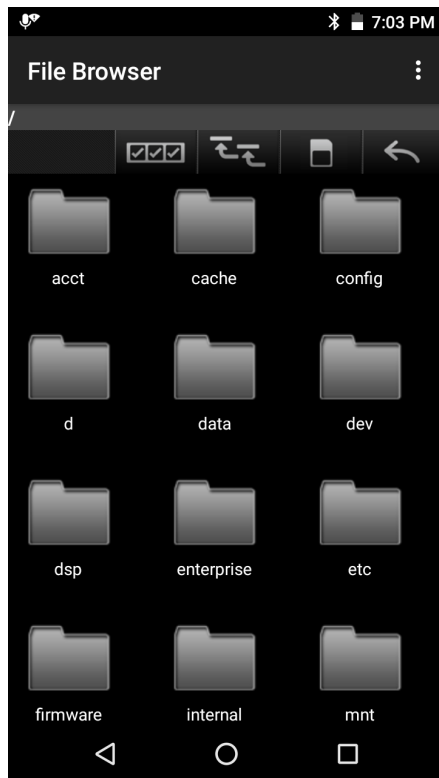 7:03 PM
File Browser
/
acct cache config
d data dev
dsp enterprise etc
firmware internal mnt